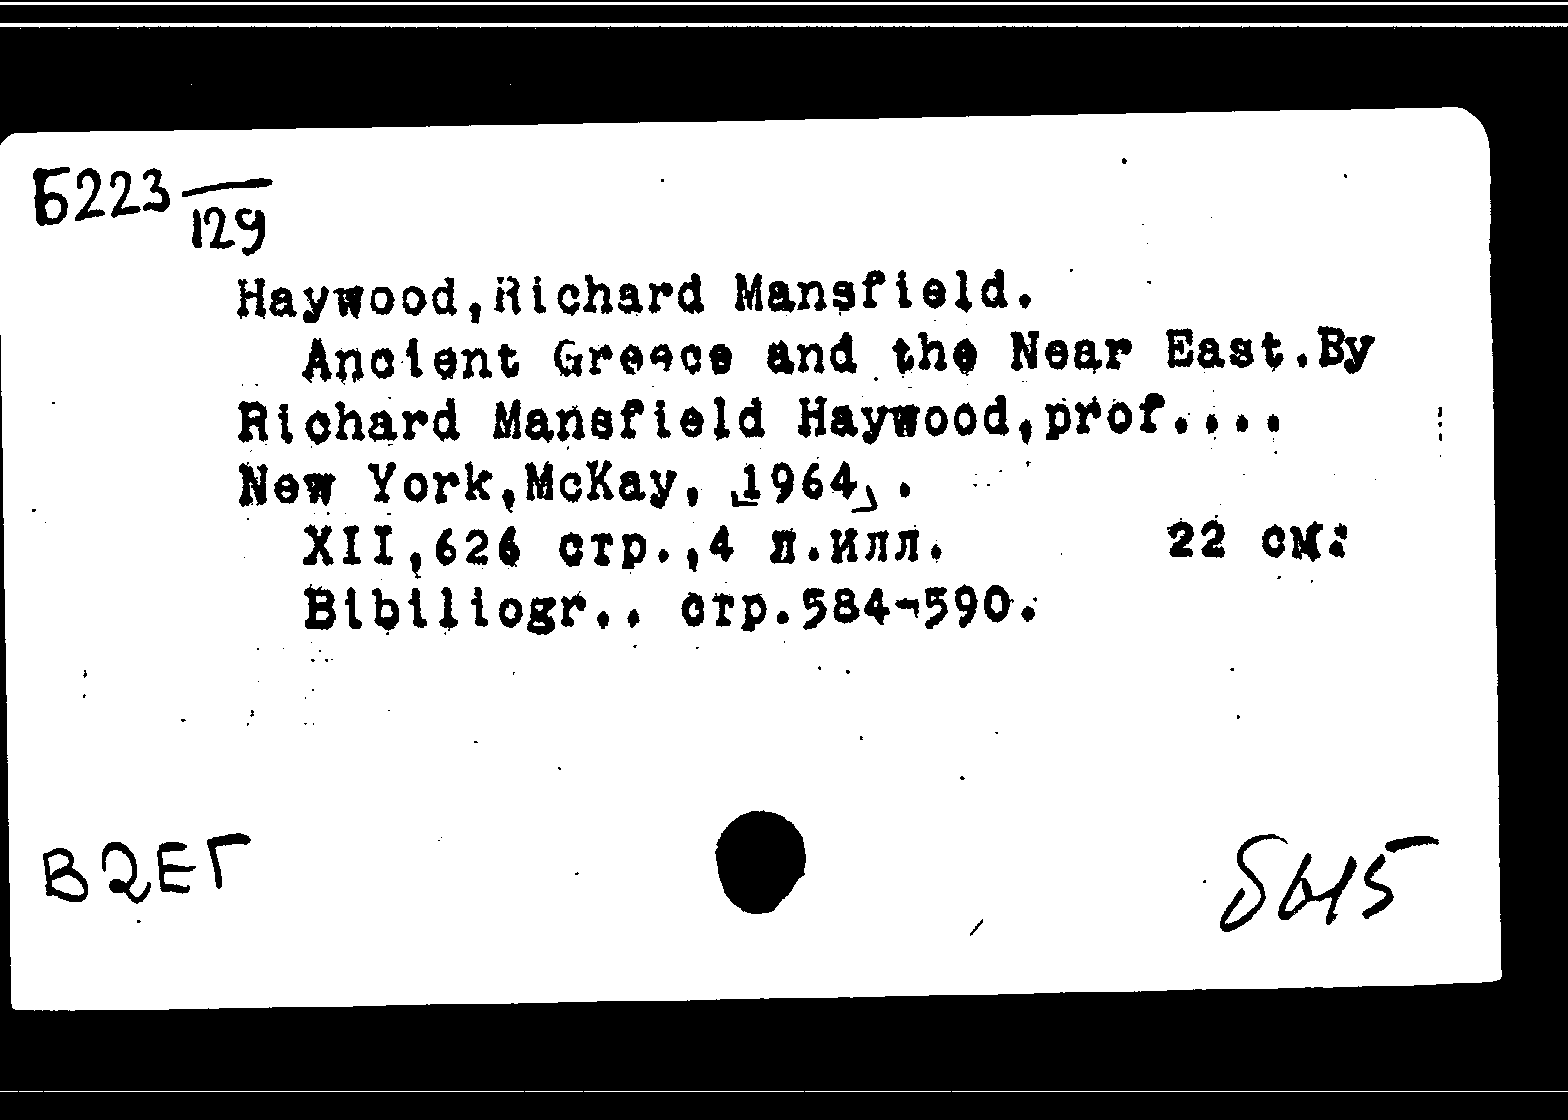 Б223
129
Haywood,Richard Mansfield.
Ancient Greece and the Near East.By
Richard Mansfield Haywood,prof....
New York,McKay, [1964].
XII,626 стр.,4 л.илл. 22 см.
Bibiliogr.. стр.584-590.
В2ЕГ